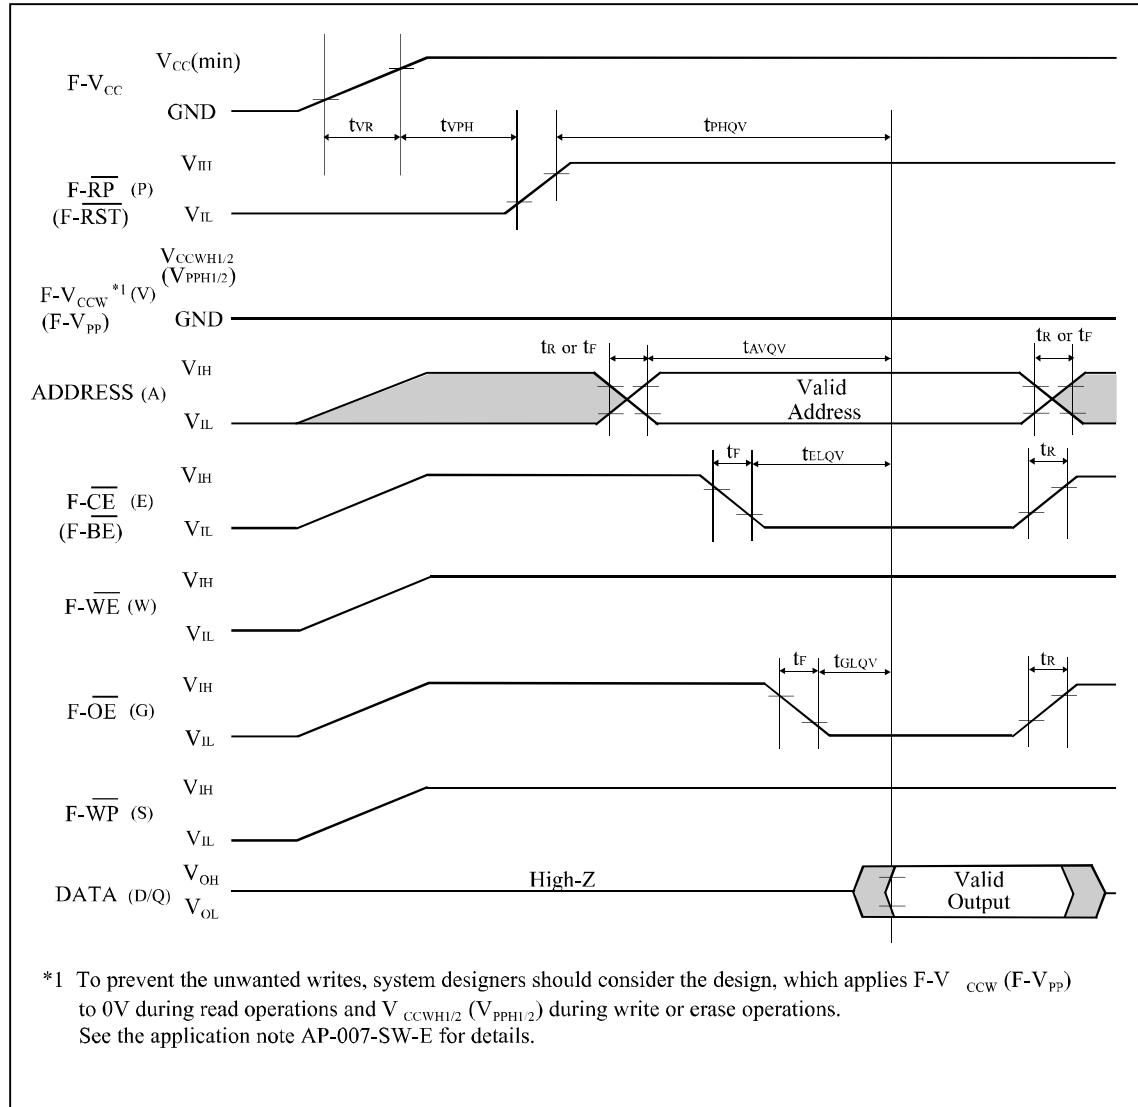 VCC(min)
F-VCC
GND
tVR
tVPH
tPHQV
VIH
F-RP (P)
(F-RST)
VIL
VCCWH1/2
(VPPH1/2)
F-VCCW *1 (V)
(F-VPP)
GND
tR or tF
tAVQV
tR or tF
VIH
ADDRESS (A)
Valid
Address
VIL
tF
tELQV
tR
VIH
F-CE (E)
(F-BE)
VIL
VIH
F-WE (W)
VIL
tF
tGLQV
tR
VIH
F-OE (G)
VIL
VIH
F-WP (S)
VIL
VOH
High-Z
Valid
DATA (D/Q)
Output
VOL
*1 To prevent the unwanted writes, system designers should consider the design, which applies F-V CCW (F-VPP)
to 0V during read operations and V CCWH1/2 (VPPH1/2) during write or erase operations.
See the application note AP-007-SW-E for details.